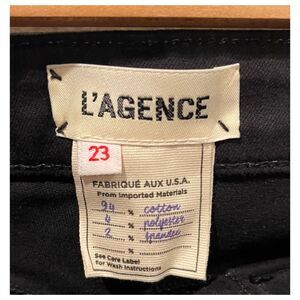 L'AGENCE
23
FABRIQUÉ AUX U.S.A.
From Imported Materials
94 % cotton
4 % polyester
2 % spandex
%
See Care Label
for Wash Instructions